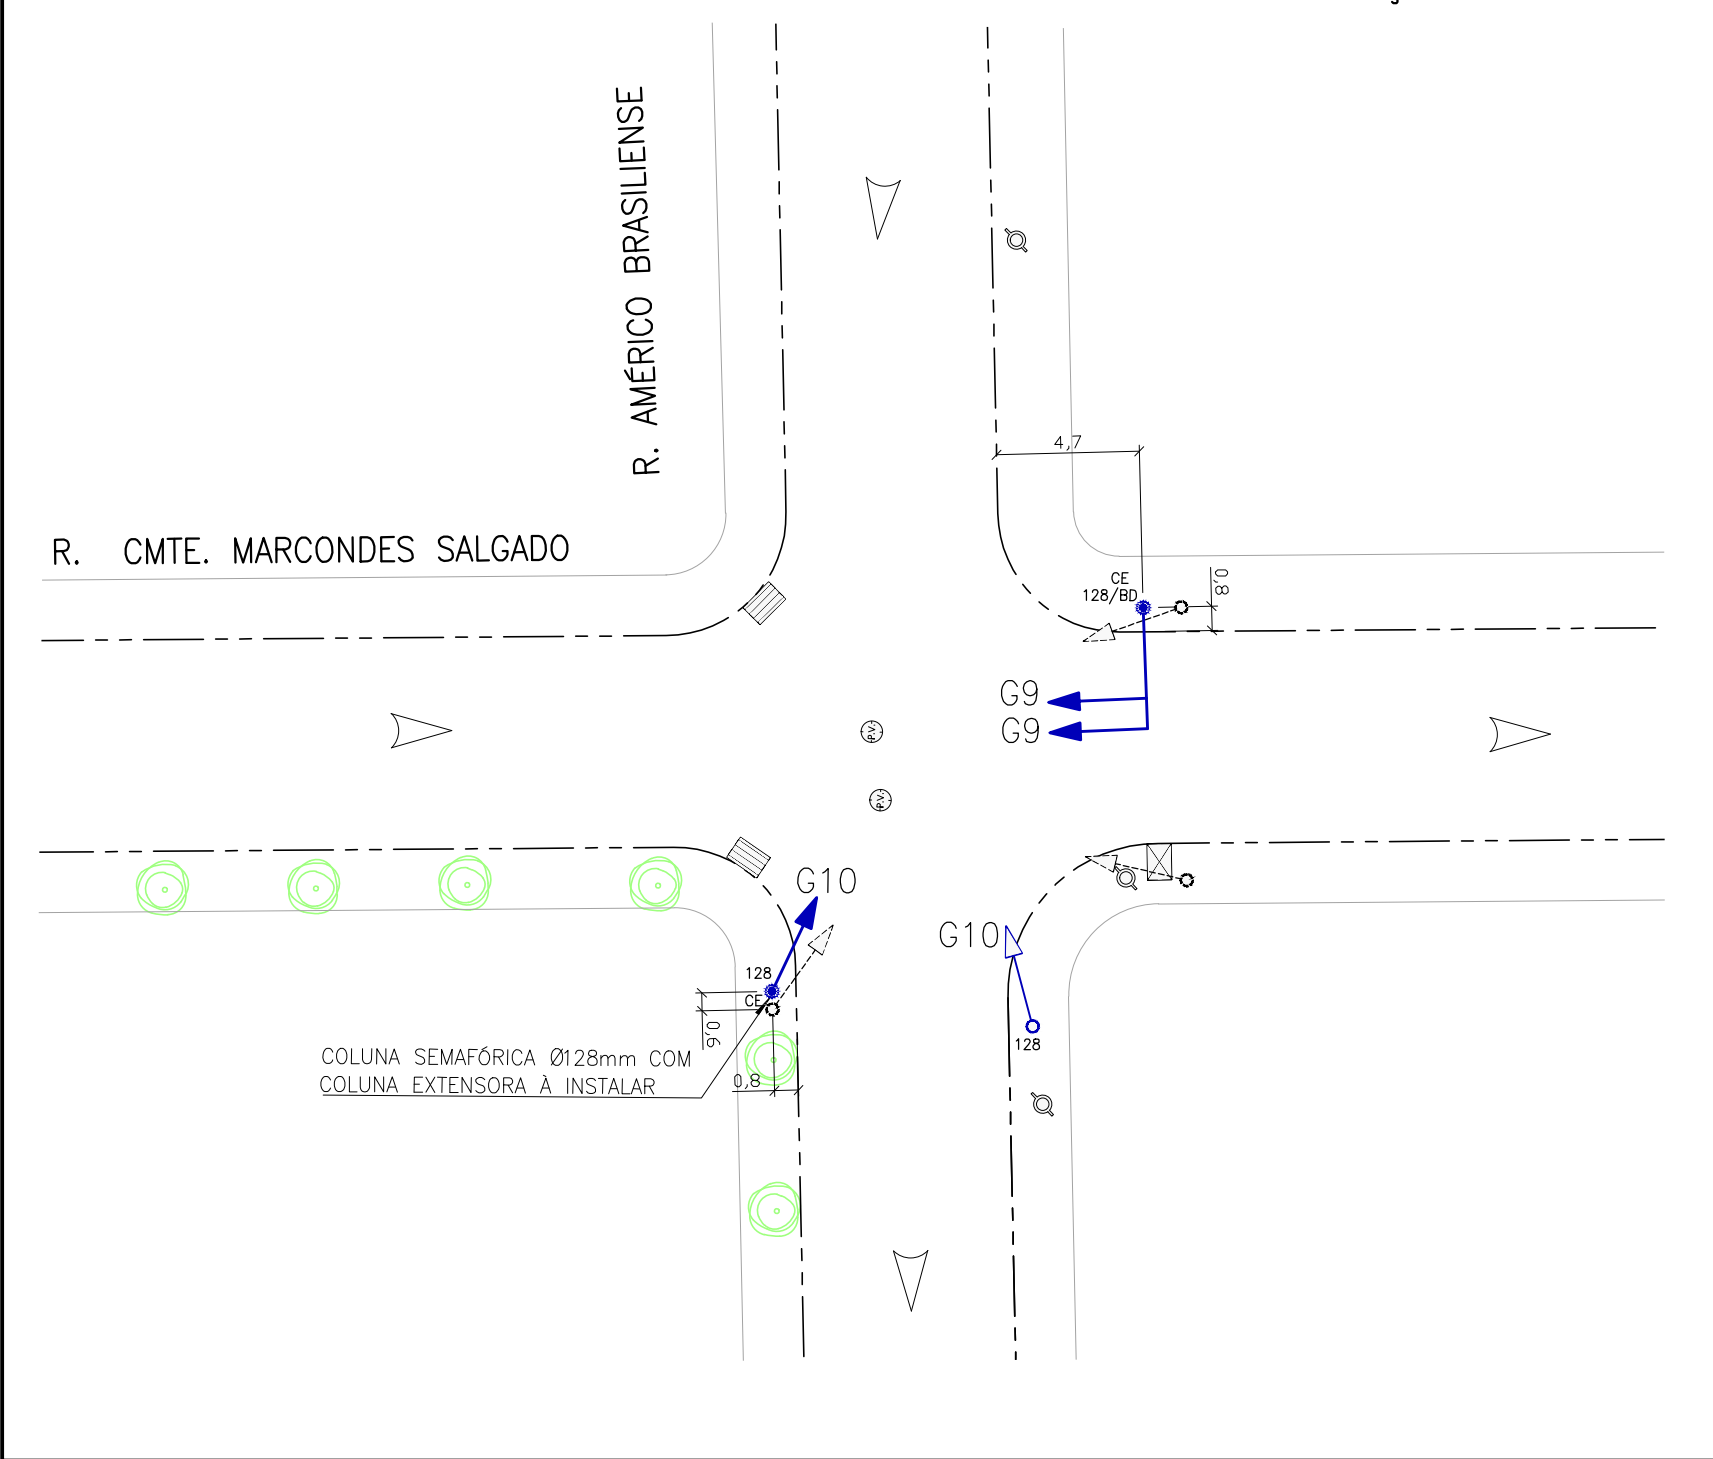 R. AMÉRICO BRASILIENSE
4,7
R. CMTE. MARCONDES SALGADO
CE
128/BD
0,8
G9
G9
P.V.
P.V.
G10
G10
128
CE
0,6
128
COLUNA SEMAFÓRICA Ø128mm COM
COLUNA EXTENSORA À INSTALAR
0,8